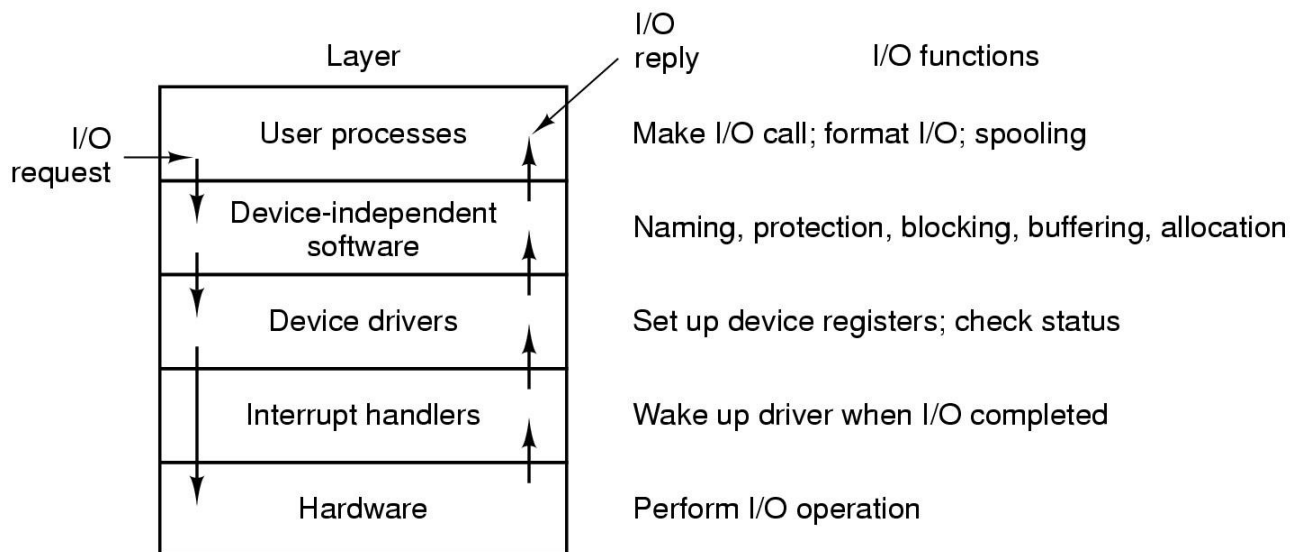 Layer
I/O
reply
I/O functions
I/O
request
User processes
Make I/O call; format I/O; spooling
Device-independent
software
Naming, protection, blocking, buffering, allocation
Device drivers
Set up device registers; check status
Interrupt handlers
Wake up driver when I/O completed
Hardware
Perform I/O operation